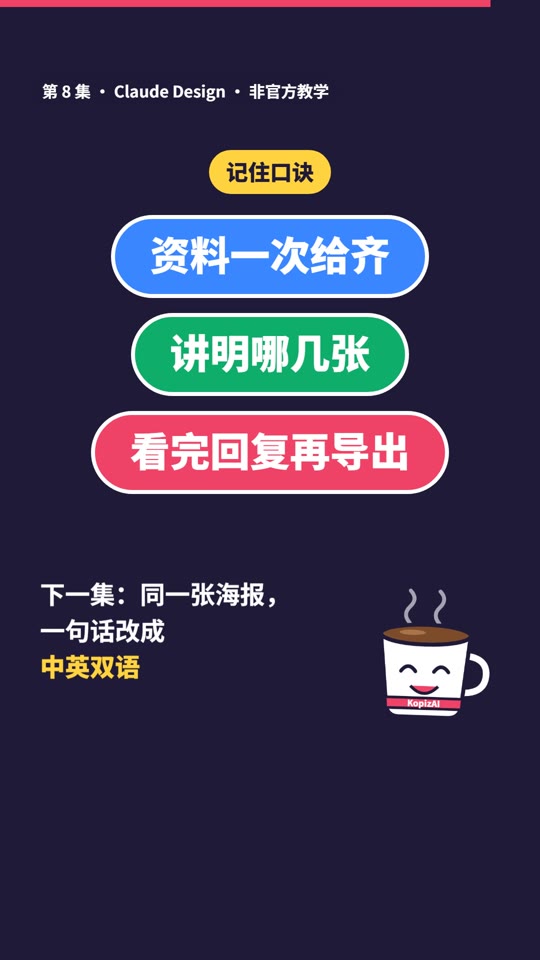 第 8 集 · Claude Design · 非官方教学
记住口诀
资料一次给齐
讲明哪几张
看完回复再导出
下一集：同一张海报，
一句话改成
中英双语
KopizAI